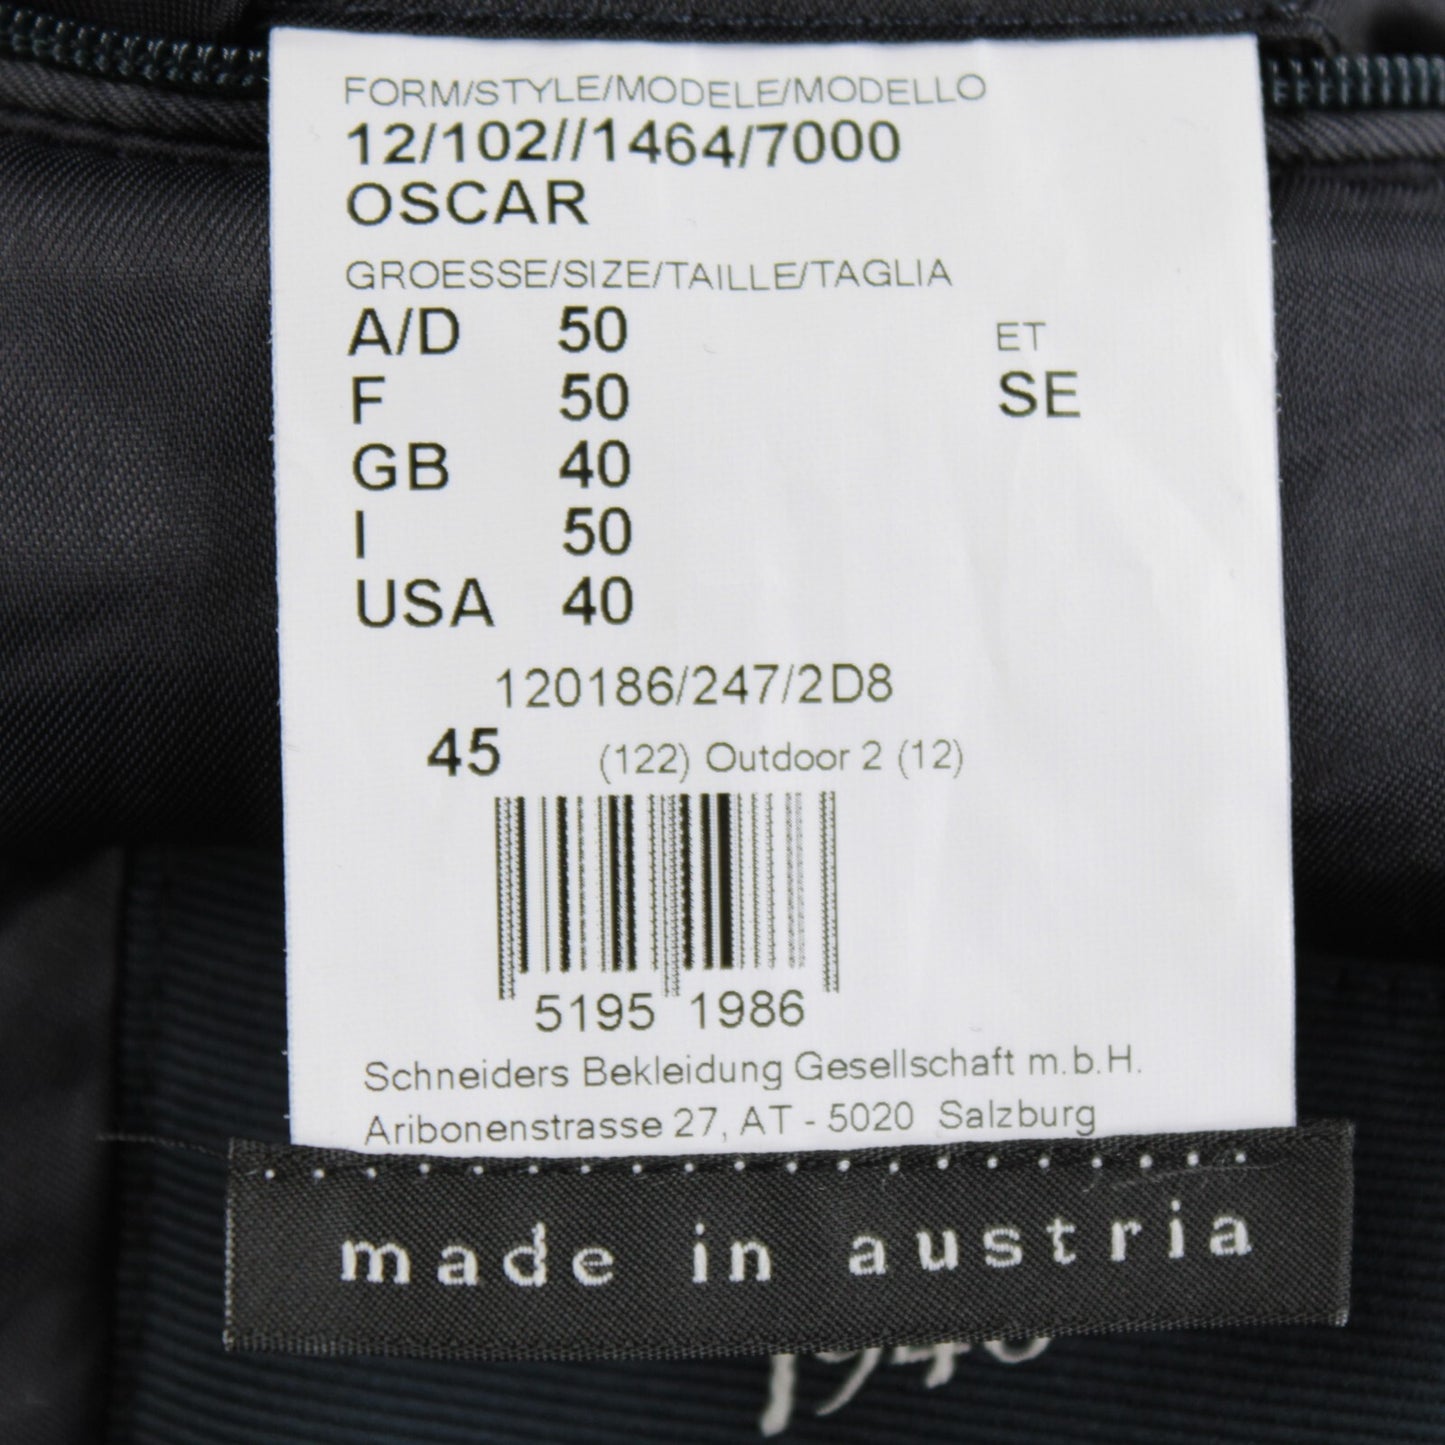 FORM/STYLE/MODELE/MODELLO
12/102//1464/7000
OSCAR
GROESSE/SIZE/TAILLE/TAGLIA
A/D 50
F 50
GB 40
I 50
USA 40
ET
SE
120186/247/2D8
45 (122) Outdoor 2 (12)
5195 1986
Schneiders Bekleidung Gesellschaft m.b.H.
Aribonenstrasse 27, AT - 5020 Salzburg
made in austria